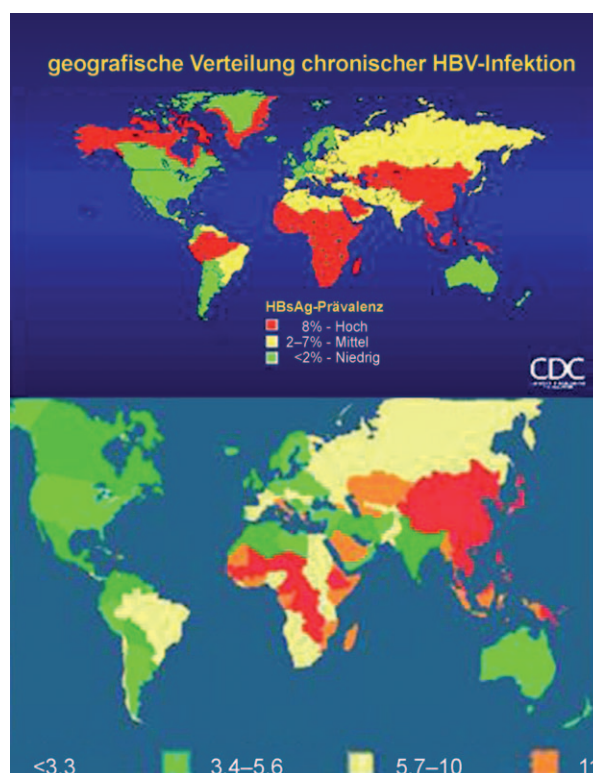 geografische Verteilung chronischer HBV-Infektion
HBsAg-Prävalenz
8% - Hoch
2–7% - Mittel
<2% - Niedrig
CDC
<3.3 3.4–5.6 5.7–10